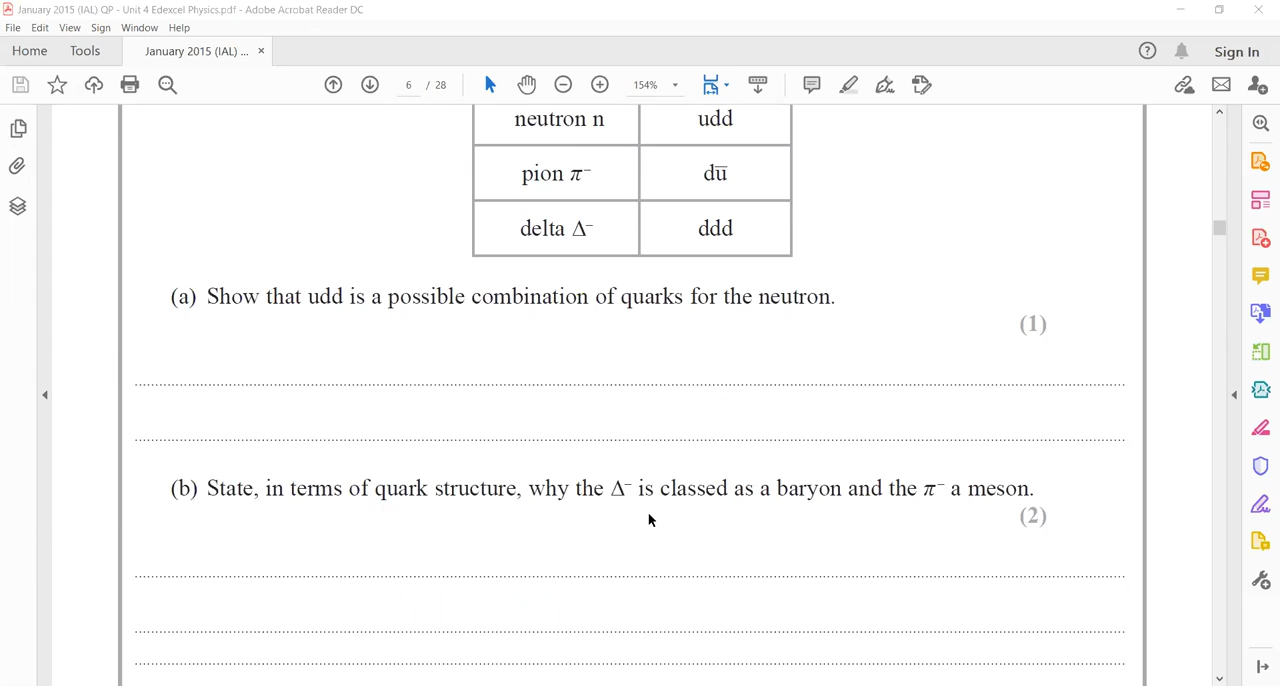 January 2015 (IAL) QP - Unit 4 Edexcel Physics.pdf - Adobe Acrobat Reader DC
File Edit View Sign Window Help
Home Tools January 2015 (IAL) ... × Sign In
6 / 28 154%
neutron n udd
pion π⁻ du̅
delta Δ⁻ ddd
(a) Show that udd is a possible combination of quarks for the neutron.
(1)
(b) State, in terms of quark structure, why the Δ⁻ is classed as a baryon and the π⁻ a meson.
(2)